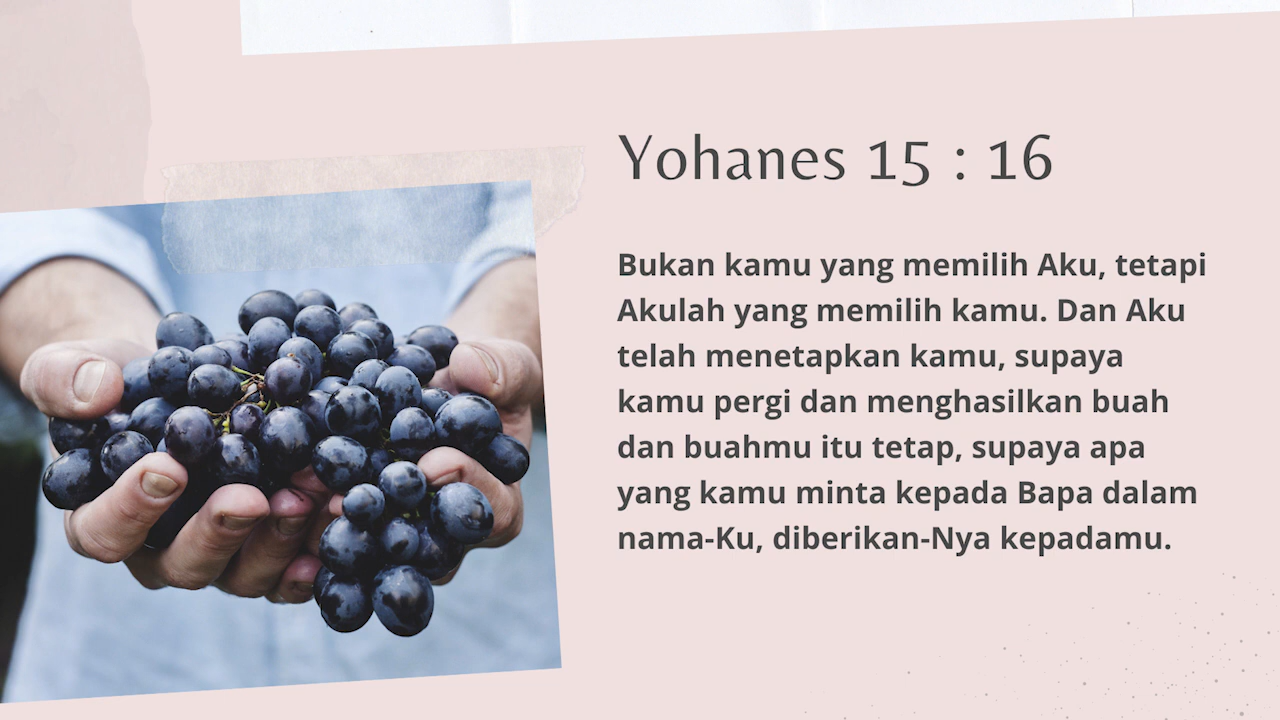 Yohanes 15 : 16
Bukan kamu yang memilih Aku, tetapi
Akulah yang memilih kamu. Dan Aku
telah menetapkan kamu, supaya
kamu pergi dan menghasilkan buah
dan buahmu itu tetap, supaya apa
yang kamu minta kepada Bapa dalam
nama-Ku, diberikan-Nya kepadamu.